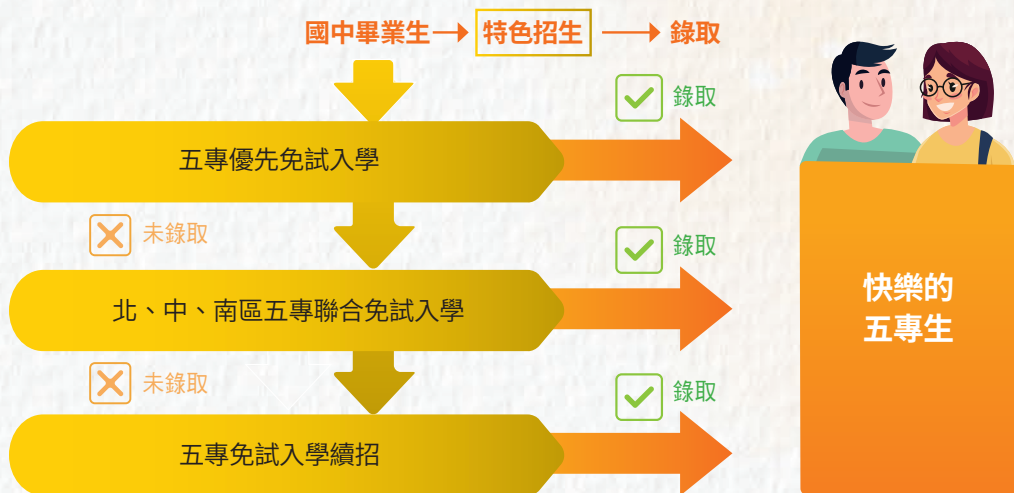 國中畢業生 特色招生 錄取
錄取
五專優先免試入學
未錄取
錄取
北、中、南區五專聯合免試入學
未錄取
錄取
五專免試入學續招
快樂的
五專生